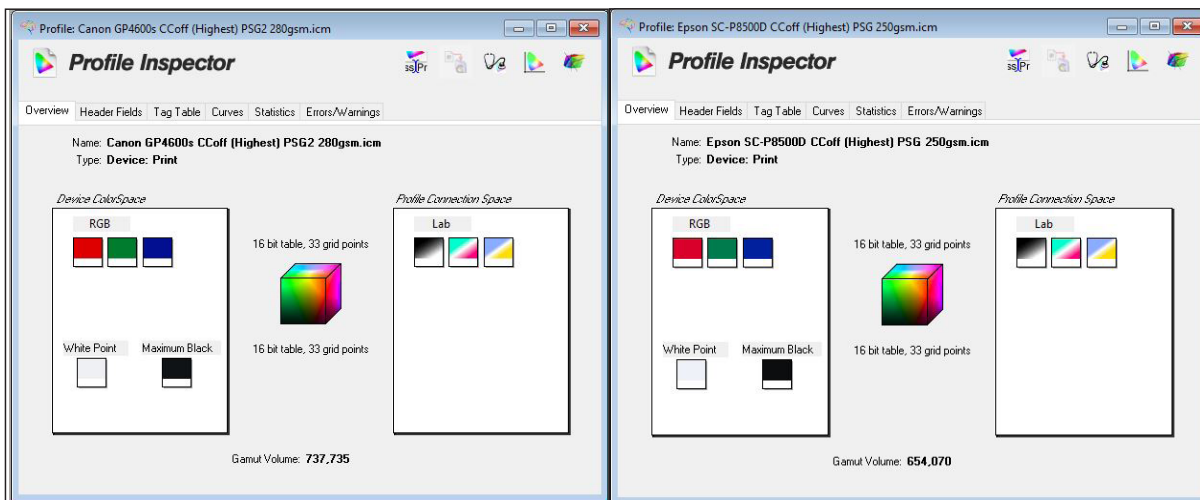 Profile: Canon GP4600s CCoff (Highest) PSG2 280gsm.icm
Profile Inspector
Overview Header Fields Tag Table Curves Statistics Errors/Warnings
Name: Canon GP4600s CCoff (Highest) PSG2 280gsm.icm
Type: Device: Print
Device ColorSpace
Profile Connection Space
RGB
Lab
16 bit table, 33 grid points
16 bit table, 33 grid points
White Point
Maximum Black
Gamut Volume: 737,735
Profile: Epson SC-P8500D CCoff (Highest) PSG 250gsm.icm
Profile Inspector
Overview Header Fields Tag Table Curves Statistics Errors/Warnings
Name: Epson SC-P8500D CCoff (Highest) PSG 250gsm.icm
Type: Device: Print
Device ColorSpace
Profile Connection Space
RGB
Lab
16 bit table, 33 grid points
16 bit table, 33 grid points
White Point
Maximum Black
Gamut Volume: 654,070